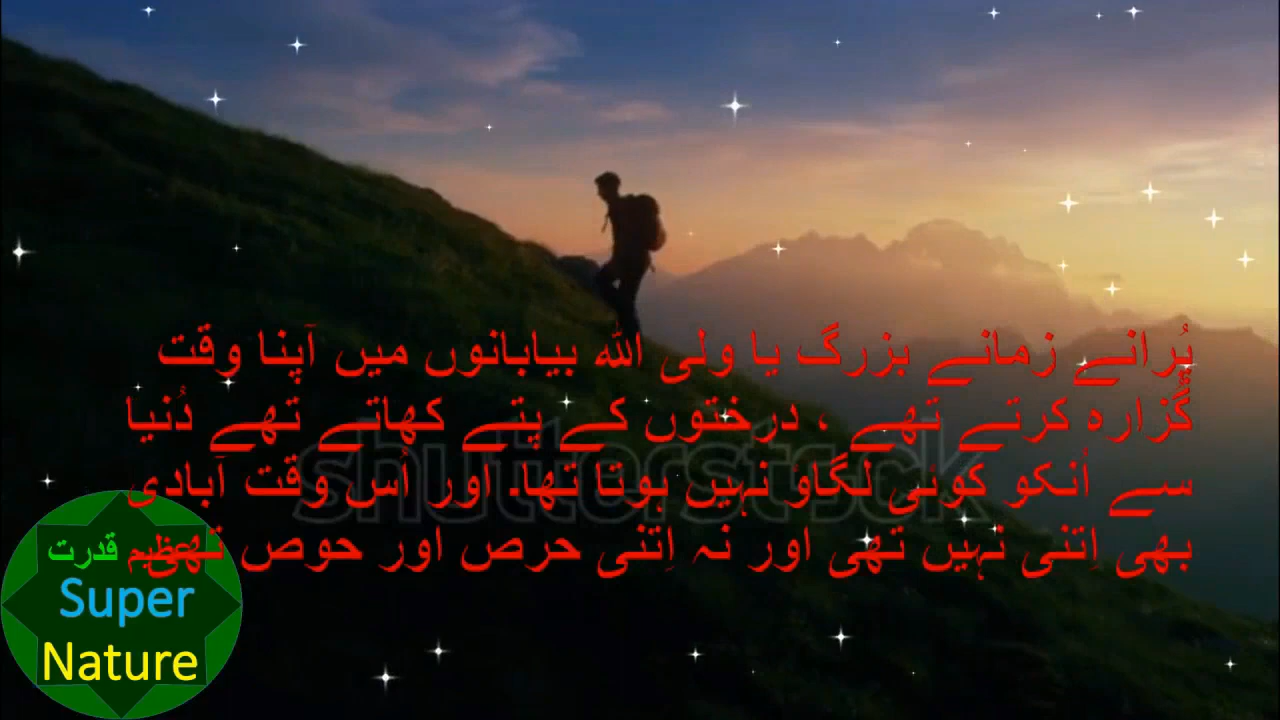 پُرانے زمانے بزرگ یا ولی اللہ بیابانوں میں آپنا وقت
گُزارہ کرتے تھے ، درختوں کے پتے کھاتے تھے دُنیا
سے اُنکو کوئی لگاؤ نہیں ہوتا تھا۔ اور اُس وقت آبادی
بھی اِتنی نہیں تھی اور نہ اِتنی حرص اور حوص تھی
shutterstock
قدرت عظیم
Super
Nature